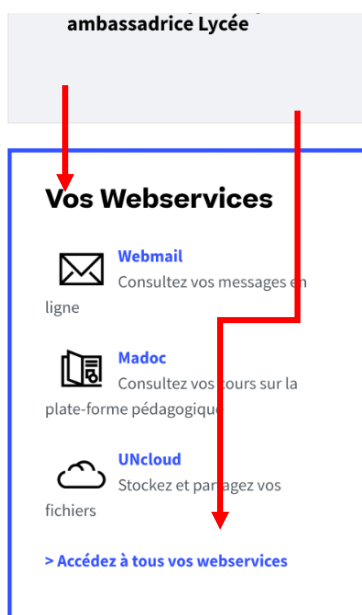 ambassadrice Lycée
Vos Webservices
Webmail
Consultez vos messages en
ligne
Madoc
Consultez vos cours sur la
plate-forme pédagogique
UNcloud
Stockez et partagez vos
fichiers
> Accédez à tous vos webservices